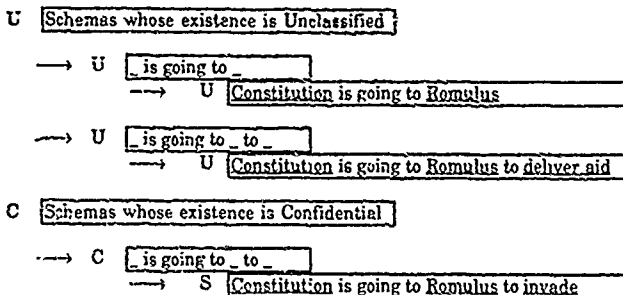 U Schemas whose existence is Unclassified
→ U _ is going to _
→ U Constitution is going to Romulus
→ U _ is going to _ to _
→ U Constitution is going to Romulus to deliver aid
C Schemas whose existence is Confidential
→ C _ is going to _ to _
→ S Constitution is going to Romulus to invade